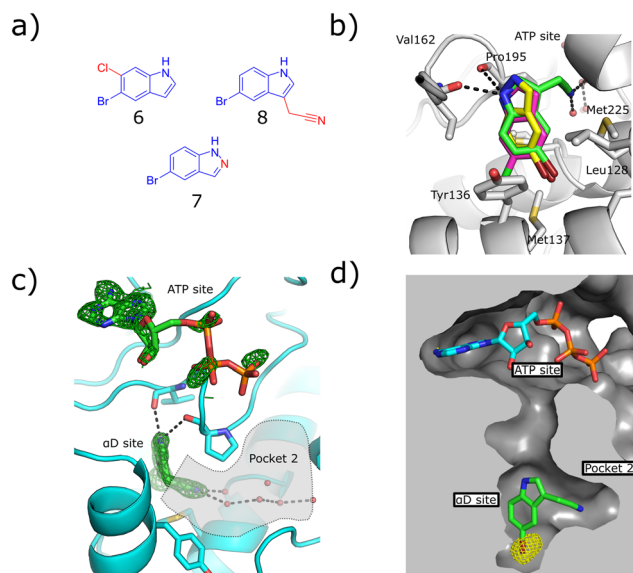 a)
Cl
Br
H
N
6
Br
H
N
N
8
Br
H
N
N
7
b)
Val162
Pro195
ATP site
Met225
Leu128
Tyr136
Met137
c)
ATP site
αD site
Pocket 2
d)
ATP site
Pocket 2
αD site